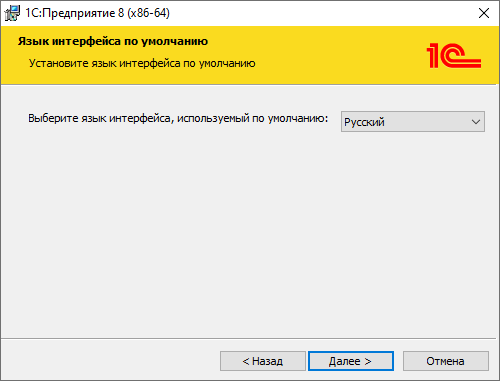 1С:Предприятие 8 (x86-64)
Язык интерфейса по умолчанию
Установите язык интерфейса по умолчанию
1С
Выберите язык интерфейса, используемый по умолчанию: Русский
< Назад Далее > Отмена